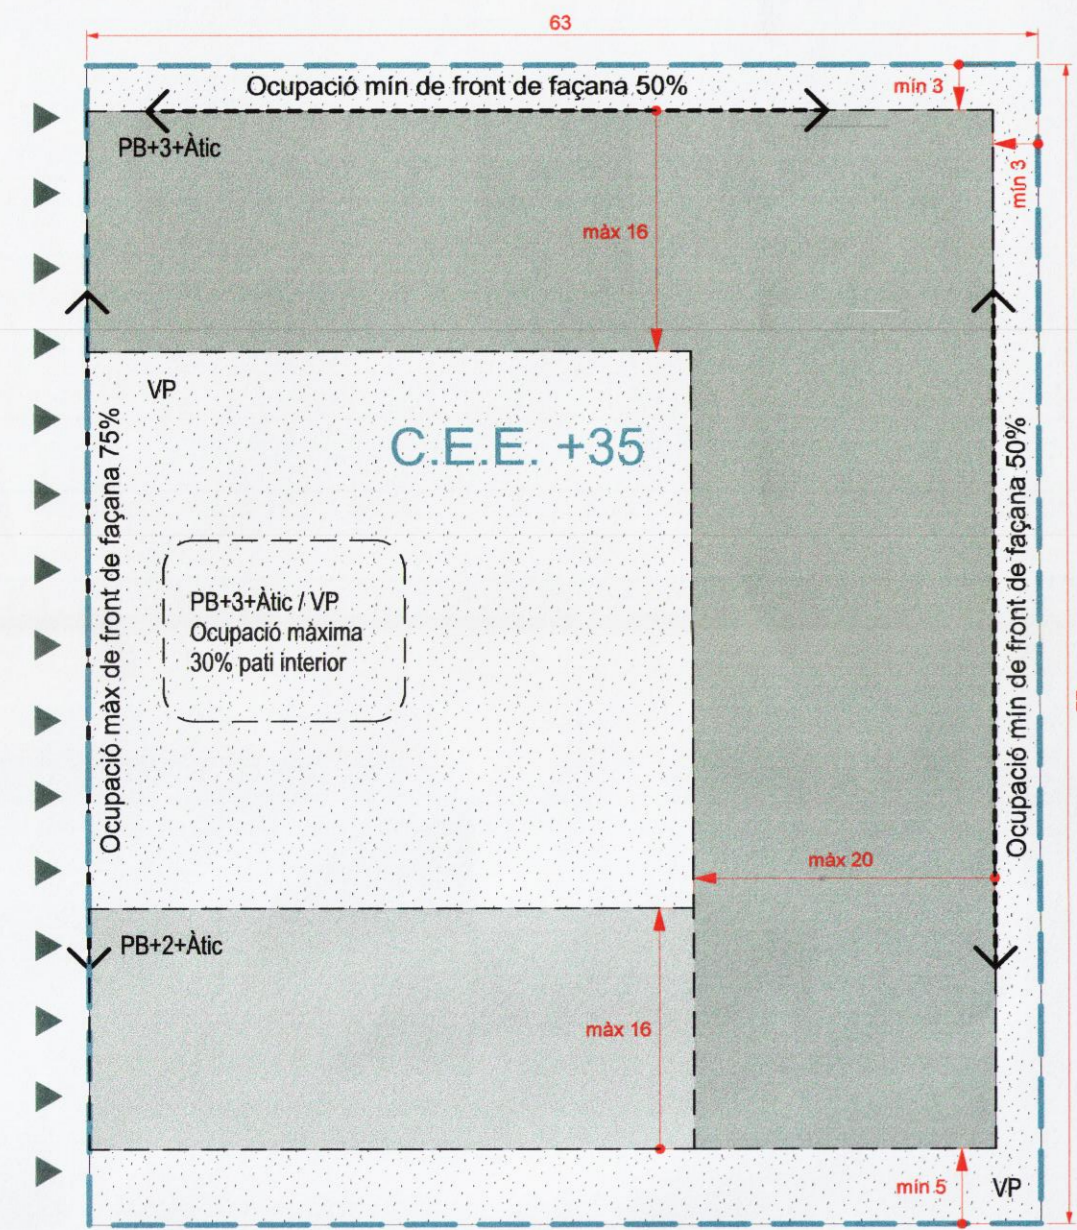 63
Ocupació mín de front de façana 50%
mín 3
PB+3+Àtic
mín 3
màx 16
VP
C.E.E. +35
Ocupació màx de front de façana 75%
PB+3+Àtic / VP
Ocupació màxima
30% pati interior
Ocupació mín de front de façana 50%
màx 20
PB+2+Àtic
màx 16
mín 5
VP